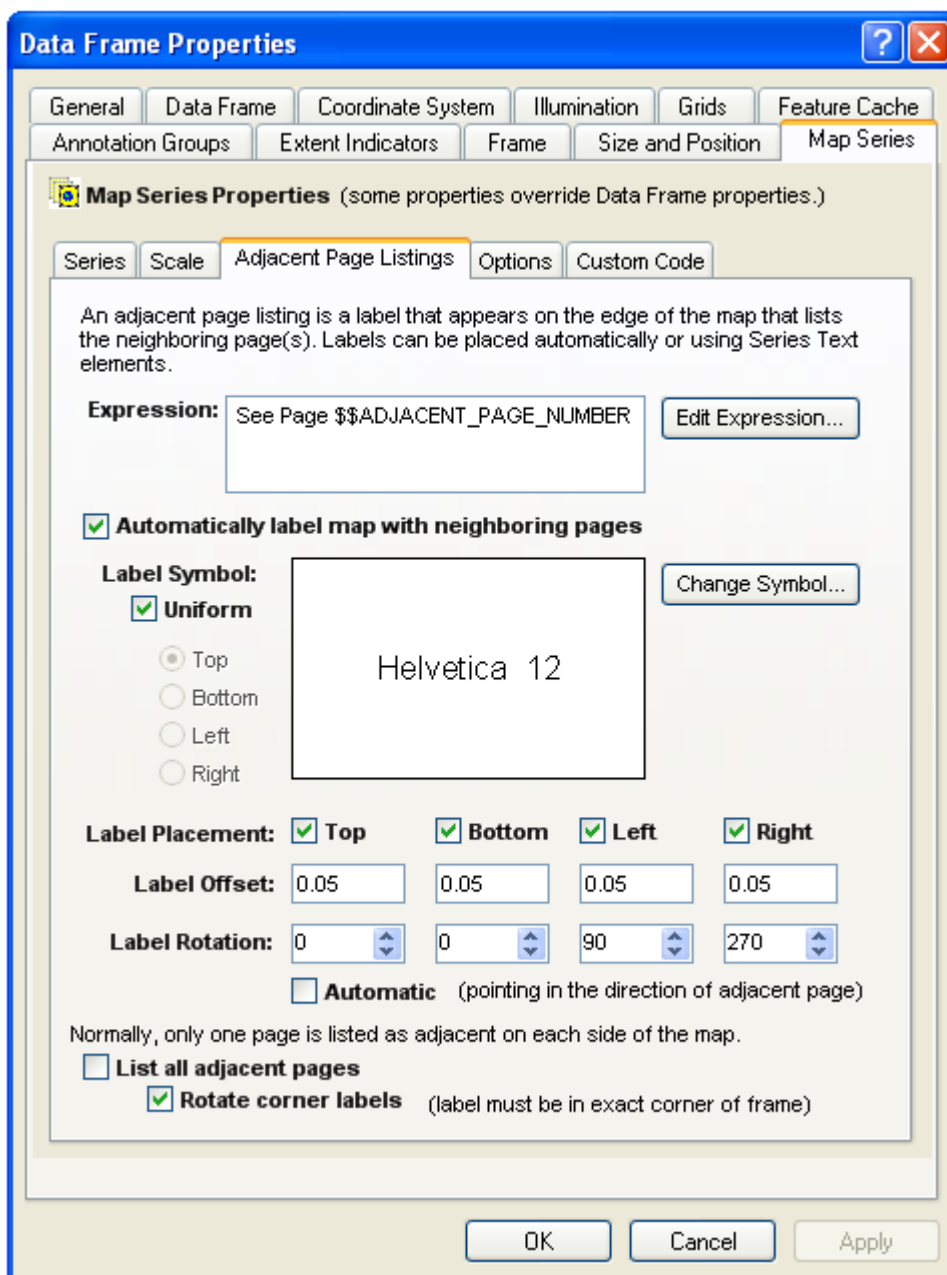 Data Frame Properties
?
General Data Frame Coordinate System Illumination Grids Feature Cache
Annotation Groups Extent Indicators Frame Size and Position Map Series
Map Series Properties (some properties override Data Frame properties.)
Series Scale Adjacent Page Listings Options Custom Code
An adjacent page listing is a label that appears on the edge of the map that lists
the neighboring page(s). Labels can be placed automatically or using Series Text
elements.
Expression: See Page $$ADJACENT_PAGE_NUMBER Edit Expression...
Automatically label map with neighboring pages
Label Symbol: Change Symbol...
Uniform
Top
Helvetica 12
Bottom
Left
Right
Label Placement: Top Bottom Left Right
Label Offset: 0.05 0.05 0.05 0.05
Label Rotation: 0 0 90 270
Automatic (pointing in the direction of adjacent page)
Normally, only one page is listed as adjacent on each side of the map.
List all adjacent pages
Rotate corner labels (label must be in exact corner of frame)
OK Cancel Apply